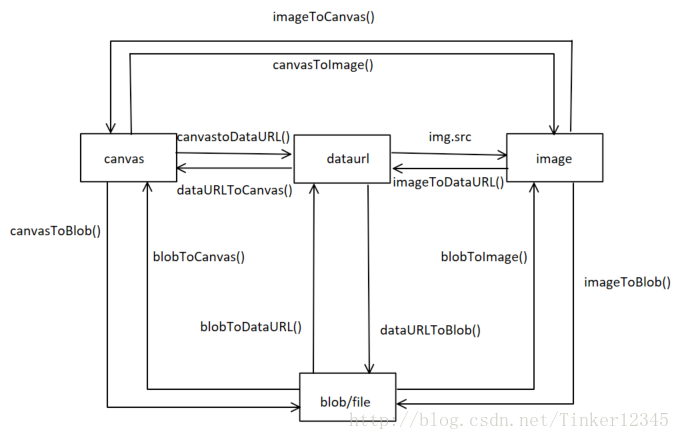 imageToCanvas()
canvasToImage()
canvastoDataURL()
img.src
canvas
dataurl
image
dataURLToCanvas()
imageToDataURL()
canvasToBlob()
blobToCanvas()
blobToImage()
imageToBlob()
blobToDataURL()
dataURLToBlob()
blob/file
http://blog.csdn.net/Tinker12345